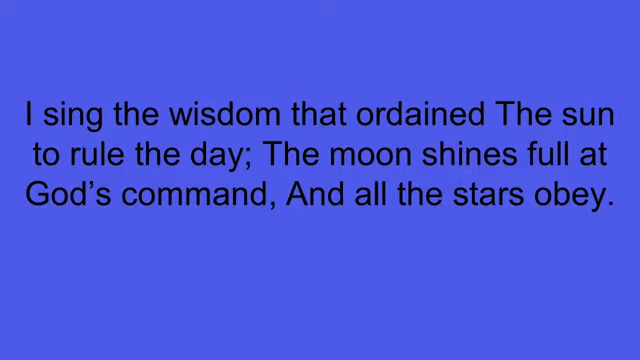 I sing the wisdom that ordained The sun
to rule the day; The moon shines full at
God’s command, And all the stars obey.